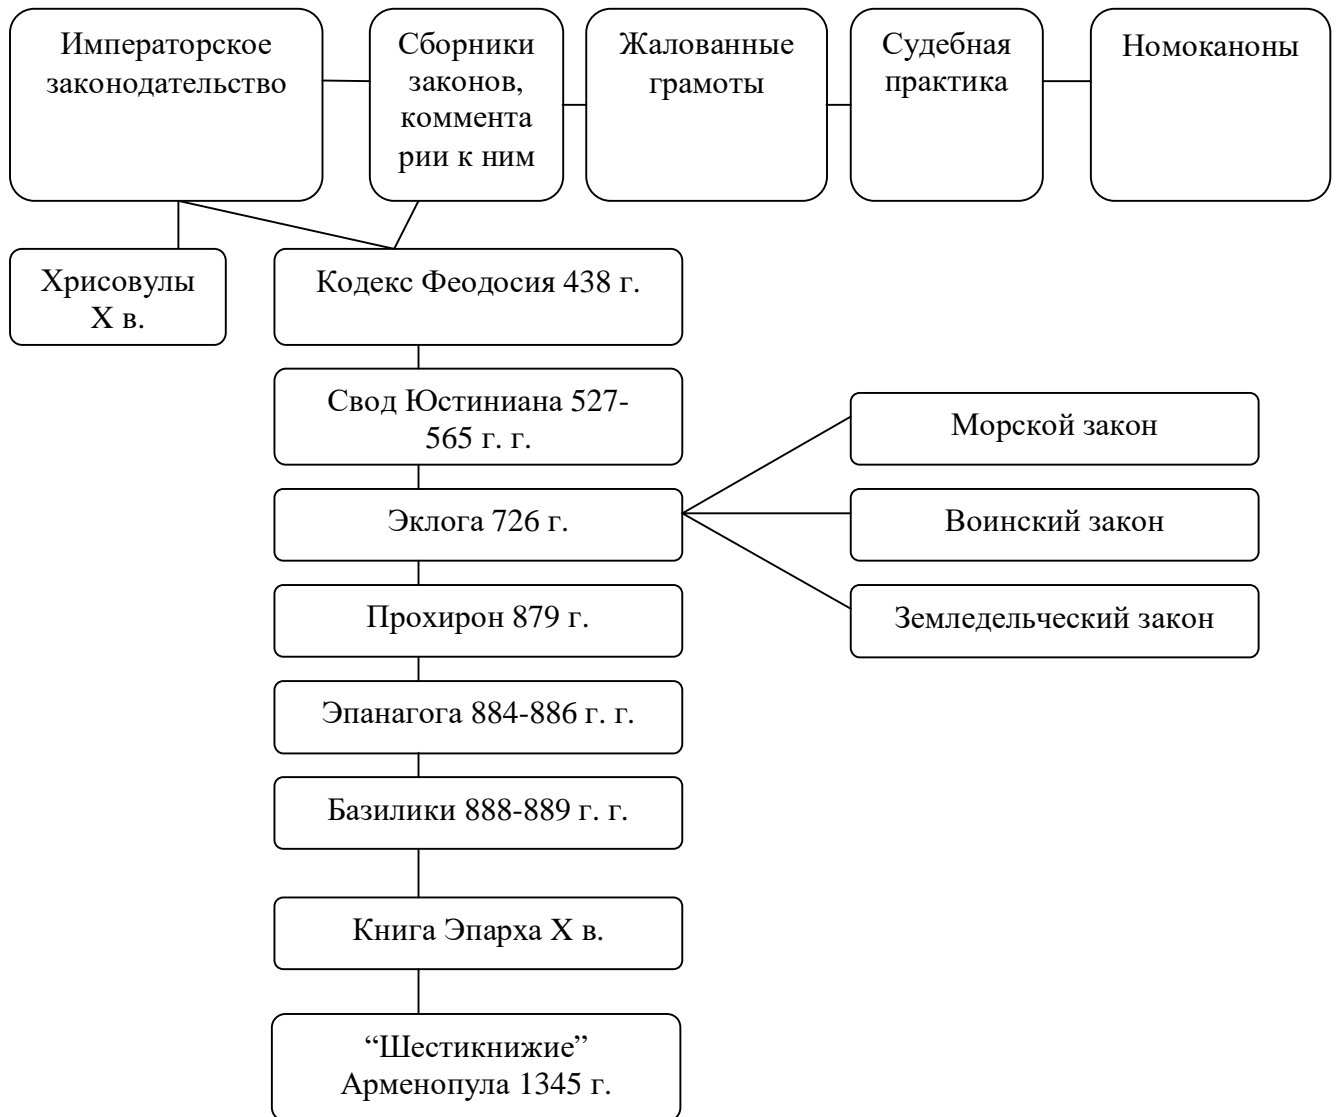 Императорское
законодательство
Сборники
законов,
коммента
рии к ним
Жалованные
грамоты
Судебная
практика
Номоканоны
Хрисовулы
X в.
Кодекс Феодосия 438 г.
Свод Юстиниана 527-
565 г. г.
Эклога 726 г.
Морской закон
Воинский закон
Земледельческий закон
Прохирон 879 г.
Эпанагога 884-886 г. г.
Базилики 888-889 г. г.
Книга Эпарха X в.
“Шестикнижие”
Арменопула 1345 г.